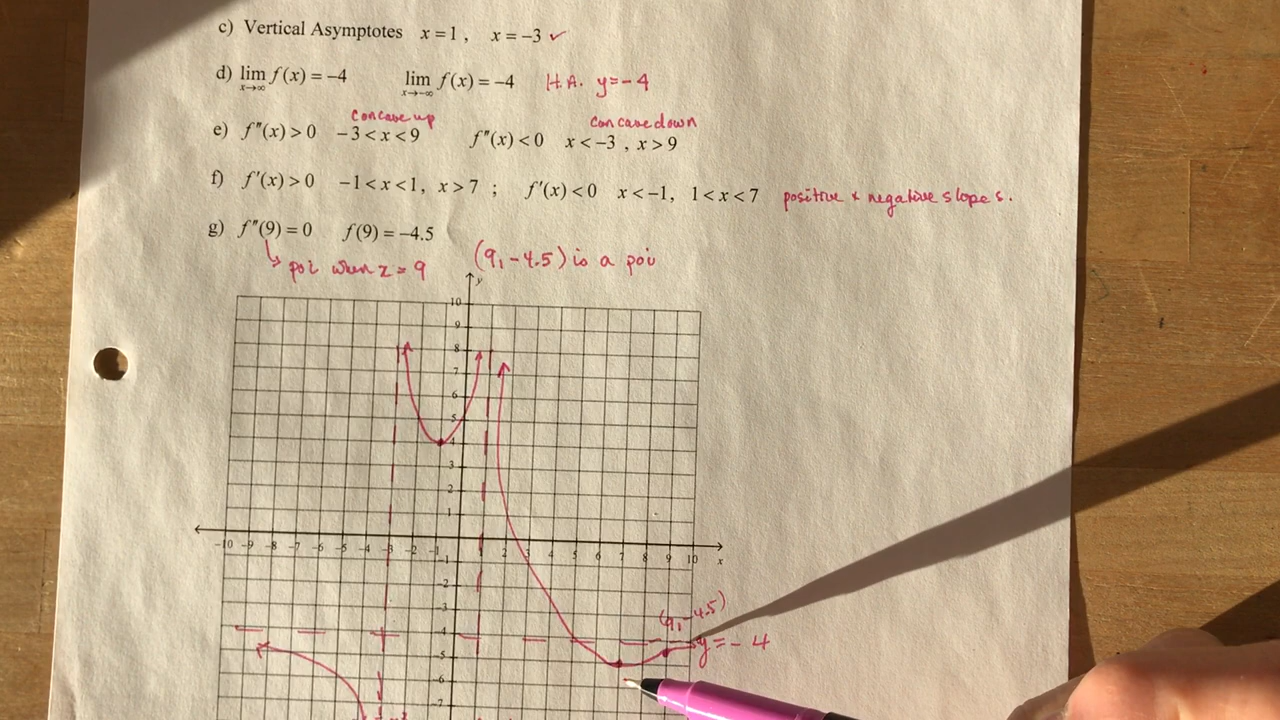 c) Vertical Asymptotes x = 1 , x = −3 ✓
d) lim x→∞ f(x) = −4 lim x→−∞ f(x) = −4 H.A. y = −4
concave up concave down
e) f″(x) > 0 −3 < x < 9 f″(x) < 0 x < −3 , x > 9
f) f′(x) > 0 −1 < x < 1, x > 7 ; f′(x) < 0 x < −1, 1 < x < 7 positive & negative slopes.
g) f″(9) = 0 f(9) = −4.5
↳ poi when x = 9 (9, −4.5) is a poi
y
10
9
8
7
6
5
4
3
2
1
−10 −9 −8 −7 −6 −5 −4 −3 −2 −1 1 2 3 4 5 6 7 8 9 10 x
−1
−2
−3
(9, −4.5)
−4
y = −4
−5
−6
−7